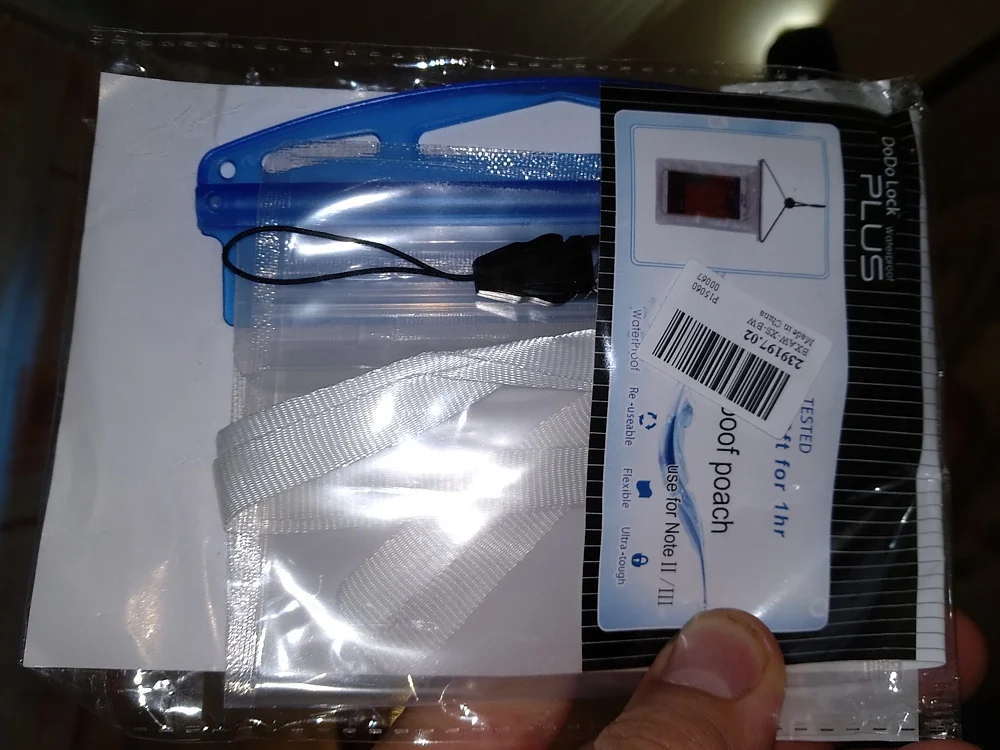 DoDo Lock Waterproof
PLUS
TESTED
ft for 1hr
oof poach
use for Note II / III
WaterProof
Re-useable
Flexible
Ultra-tough
239197.02
BXAW-XS-BW
Made in China
P15060
00067